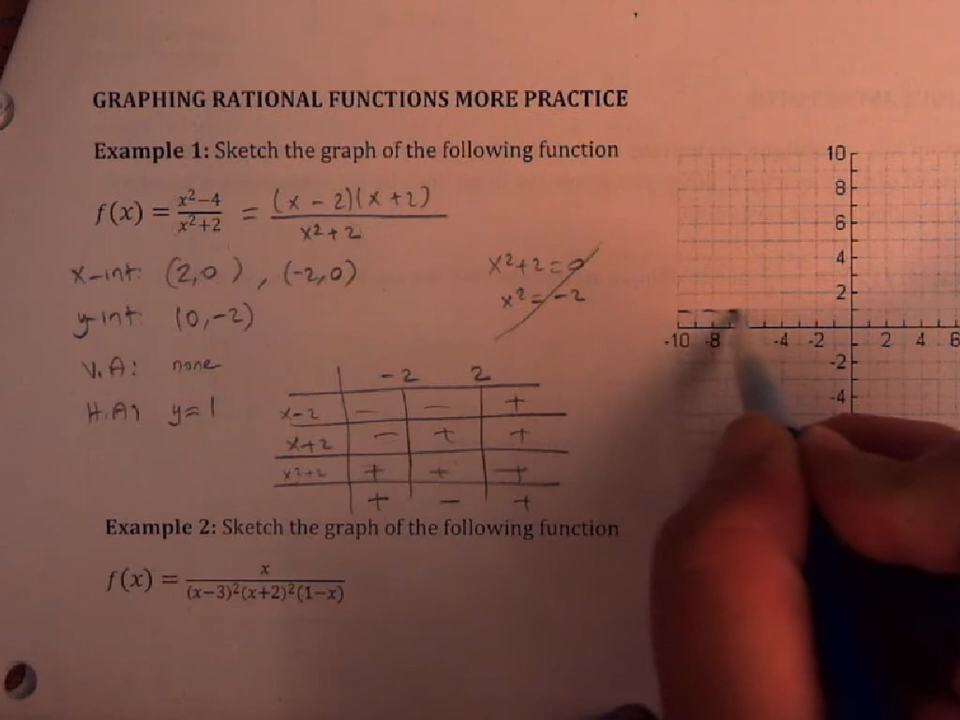 GRAPHING RATIONAL FUNCTIONS MORE PRACTICE
Example 1: Sketch the graph of the following function
f(x) = x²−4 / x²+2 = (x − 2)(x + 2) / x² + 2
x-int: (2,0), (-2,0)
x²+2=0
x²=-2
y-int: (0,-2)
V.A: none
H.A: y=1
-2 2
x-2 − − +
x+2 − + +
x²+2 + + +
+ − +
Example 2: Sketch the graph of the following function
f(x) = x / (x−3)²(x+2)²(1−x)
10
8
6
4
2
-10 -8 -4 -2 2 4 6
-2
-4